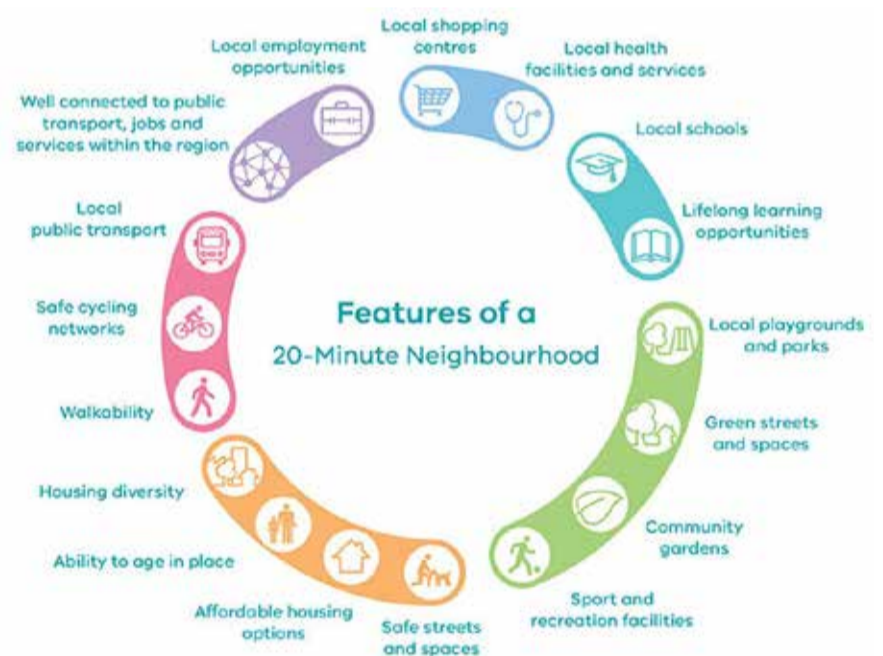 Features of a
20-Minute Neighbourhood
Local shopping
centres
Local health
facilities and services
Local schools
Lifelong learning
opportunities
Local playgrounds
and parks
Green streets
and spaces
Community
gardens
Sport and
recreation facilities
Safe streets
and spaces
Affordable housing
options
Ability to age in place
Housing diversity
Walkability
Safe cycling
networks
Local
public transport
Well connected to public
transport, jobs and
services within the region
Local employment
opportunities